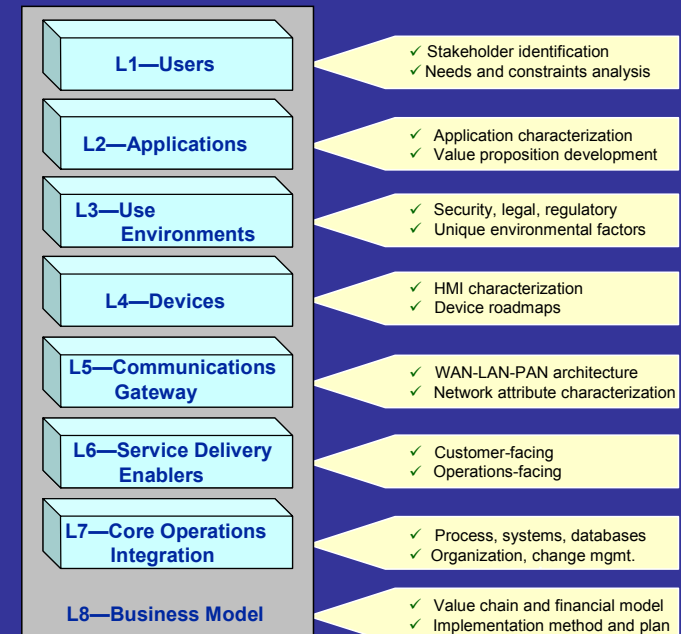 L1—Users
✓ Stakeholder identification
✓ Needs and constraints analysis
L2—Applications
✓ Application characterization
✓ Value proposition development
L3—Use
Environments
✓ Security, legal, regulatory
✓ Unique environmental factors
L4—Devices
✓ HMI characterization
✓ Device roadmaps
L5—Communications
Gateway
✓ WAN-LAN-PAN architecture
✓ Network attribute characterization
L6—Service Delivery
Enablers
✓ Customer-facing
✓ Operations-facing
L7—Core Operations
Integration
✓ Process, systems, databases
✓ Organization, change mgmt.
L8—Business Model
✓ Value chain and financial model
✓ Implementation method and plan